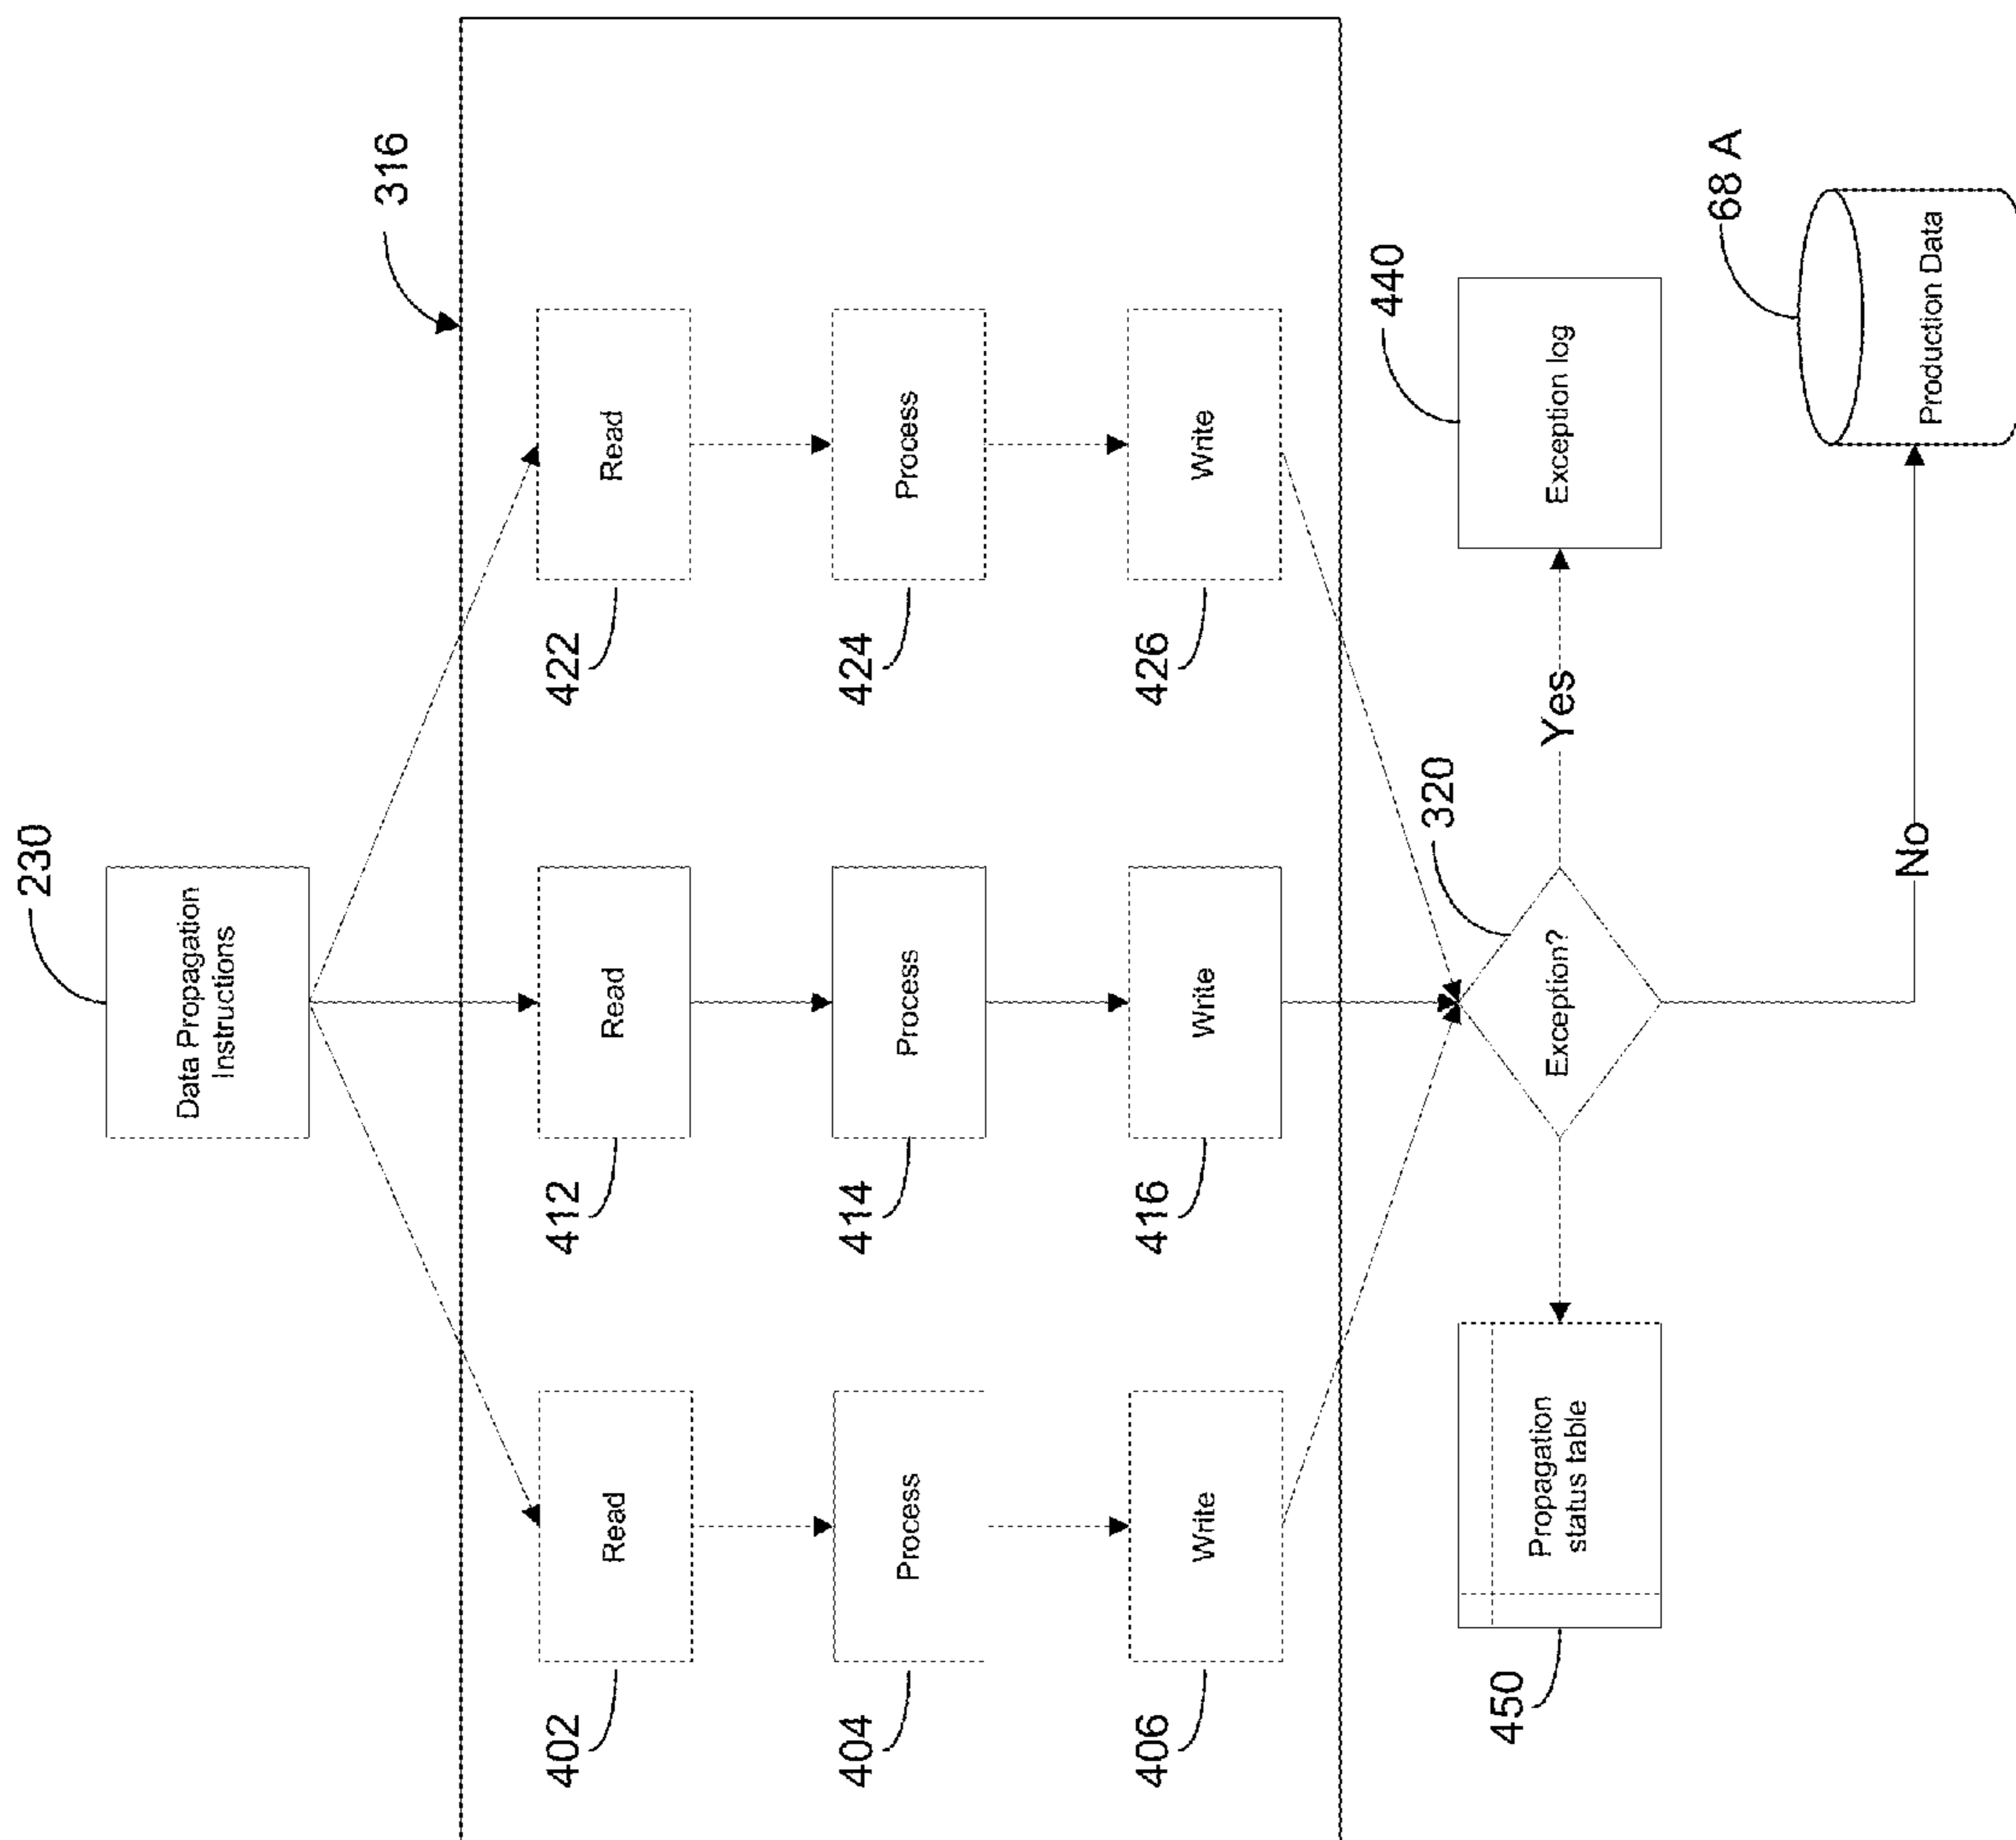 230
Data Propagation
Instructions
316
402
Read
412
Read
422
Read
404
Process
414
Process
424
Process
406
Write
416
Write
426
Write
320
440
450
Propagation
status table
Exception?
Yes
Exception log
68 A
No
Production Data